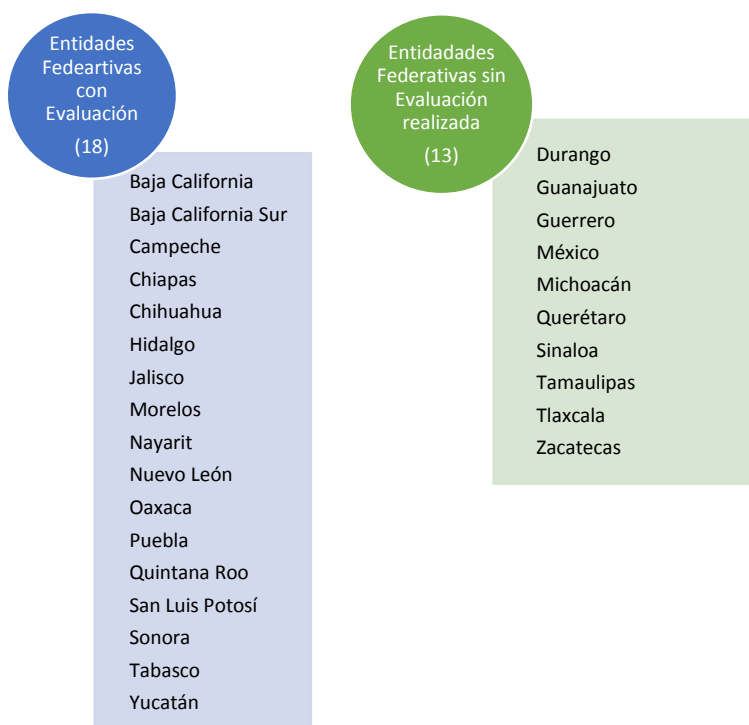 Entidades
Fedeartivas
con
Evaluación
(18)
Baja California
Baja California Sur
Campeche
Chiapas
Chihuahua
Hidalgo
Jalisco
Morelos
Nayarit
Nuevo León
Oaxaca
Puebla
Quintana Roo
San Luis Potosí
Sonora
Tabasco
Yucatán
Entidadades
Federativas sin
Evaluación
realizada
(13)
Durango
Guanajuato
Guerrero
México
Michoacán
Querétaro
Sinaloa
Tamaulipas
Tlaxcala
Zacatecas